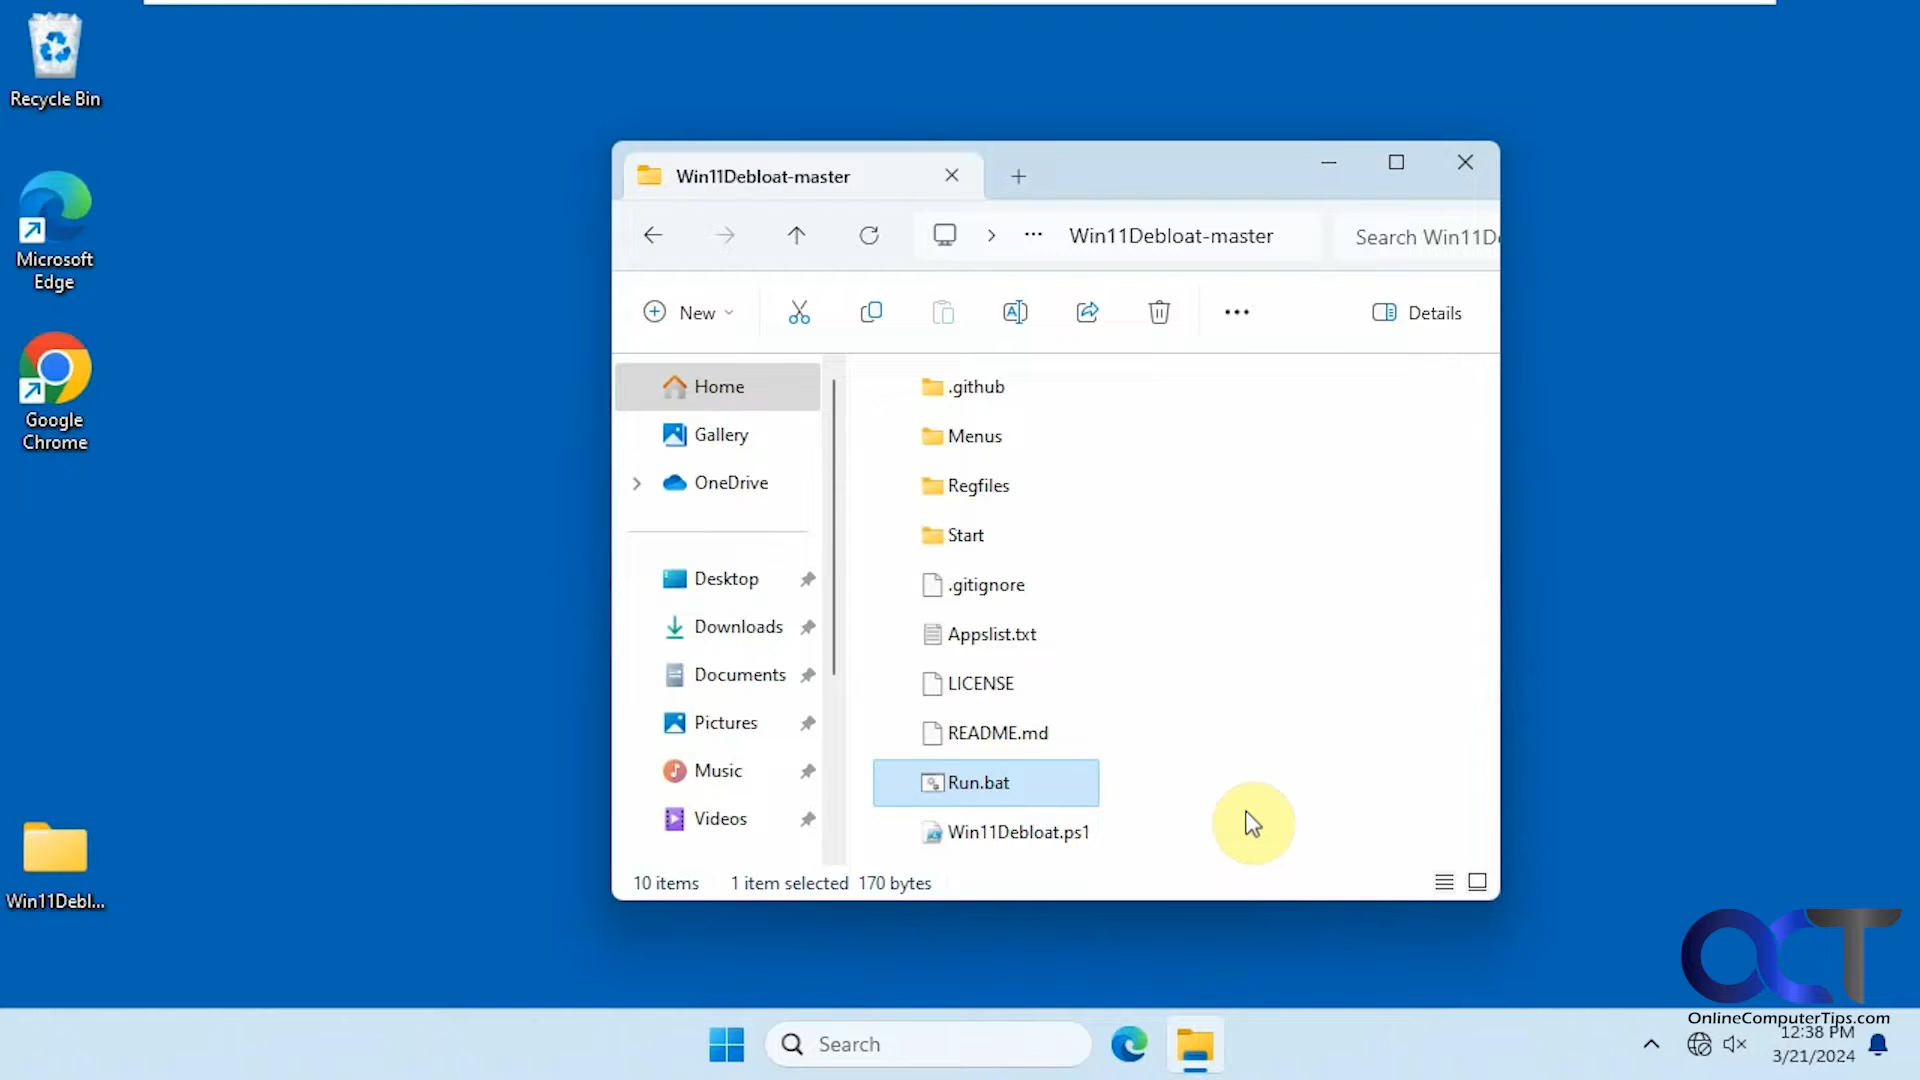 Recycle Bin
Microsoft
Edge
Google
Chrome
Win11Debl...
Win11Debloat-master
Win11Debloat-master
Search Win11D
New
Details
Home
Gallery
OneDrive
Desktop
Downloads
Documents
Pictures
Music
Videos
.github
Menus
Regfiles
Start
.gitignore
Appslist.txt
LICENSE
README.md
Run.bat
Win11Debloat.ps1
10 items
1 item selected 170 bytes
OCT
OnlineComputerTips.com
Search
12:38 PM
3/21/2024